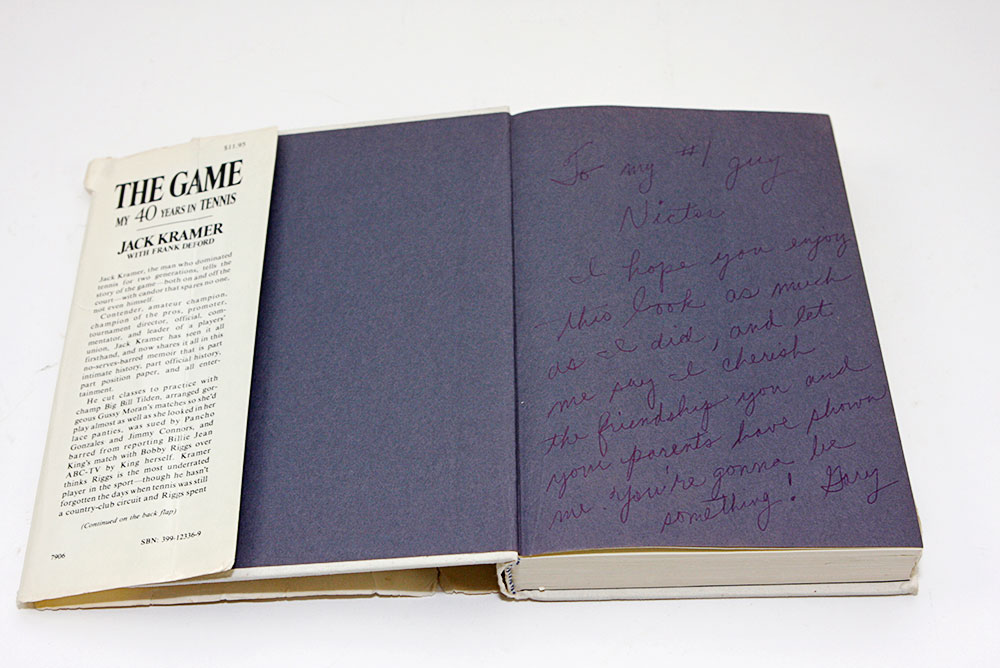 $11.95
THE GAME
MY 40 YEARS IN TENNIS
JACK KRAMER
WITH FRANK DEFORD
Jack Kramer, the man who dominated
tennis for two generations, tells the
story of the game—both on and off the
court—with candor that spares no one,
not even himself.
Contender, amateur champion,
champion of the pros, promoter,
tournament director, official, com-
mentator, and leader of a players'
union, Jack Kramer has seen it all
firsthand, and now shares it all in this
no-serves-barred memoir that is part
intimate history, part official history,
part position paper, and all enter-
tainment.
He cut classes to practice with
champ Big Bill Tilden, arranged gor-
geous Gussy Moran's matches so she'd
play almost as well as she looked in her
lace panties, was sued by Pancho
Gonzales and Jimmy Connors, and
barred from reporting Billie Jean
King's match with Bobby Riggs over
ABC-TV by King herself. Kramer
thinks Riggs is the most underrated
player in the sport—though he hasn't
forgotten the days when tennis was still
a country-club circuit and Riggs spent
(Continued on the back flap)
7906
SBN: 399-12336-9
To my #1 guy
I hope you enjoy
this book as much
as I did, and let
me say I cherish
the friendship you and
your parents have shown
me You're gonna be
something! Gary